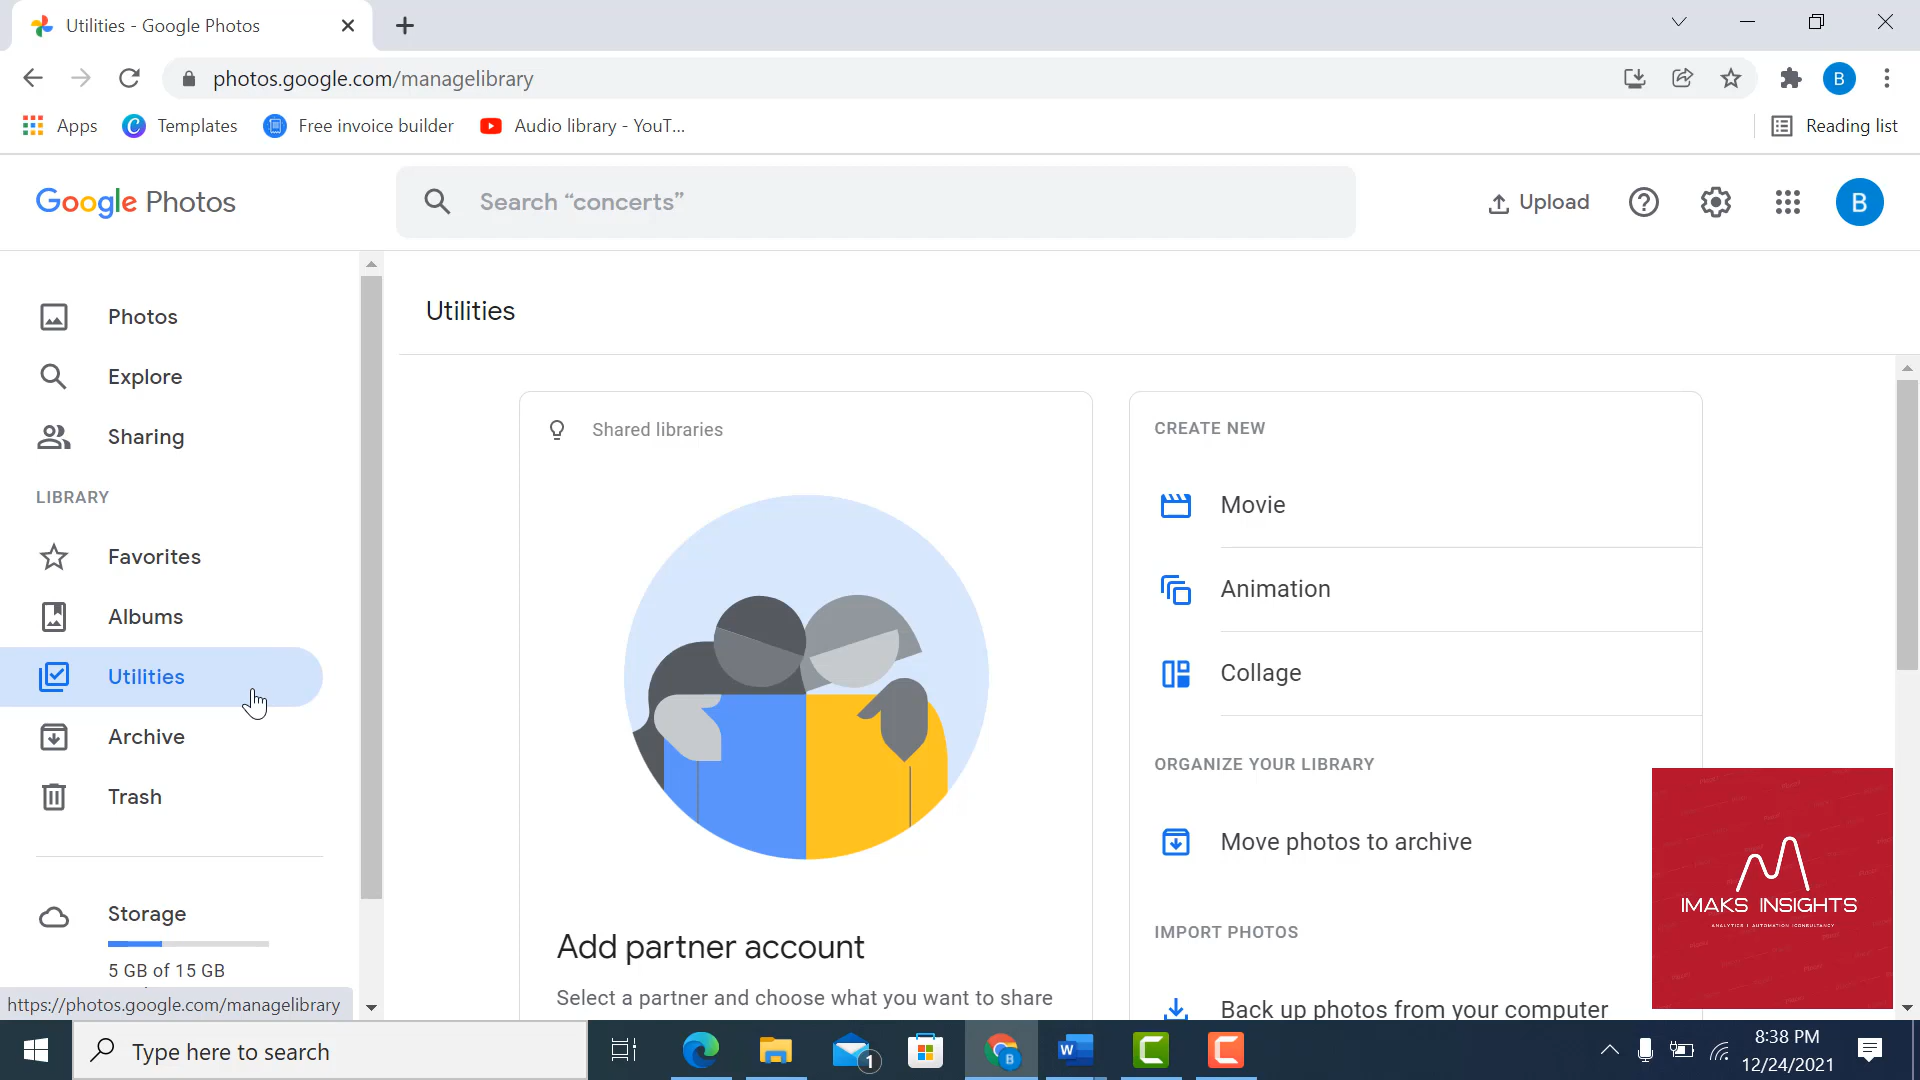 Utilities - Google Photos
photos.google.com/managelibrary
B
Apps
Templates
Free invoice builder
Audio library - YouT...
Reading list
Google Photos
Search “concerts”
Upload
B
Photos
Explore
Sharing
LIBRARY
Favorites
Albums
Utilities
Archive
Trash
Storage
5 GB of 15 GB
https://photos.google.com/managelibrary
Utilities
Shared libraries
Add partner account
Select a partner and choose what you want to share
CREATE NEW
Movie
Animation
Collage
ORGANIZE YOUR LIBRARY
Move photos to archive
IMPORT PHOTOS
Back up photos from your computer
IMAKS INSIGHTS
ANALYTICS | AUTOMATION | CONSULTANCY
Type here to search
1
B
W
8:38 PM
12/24/2021